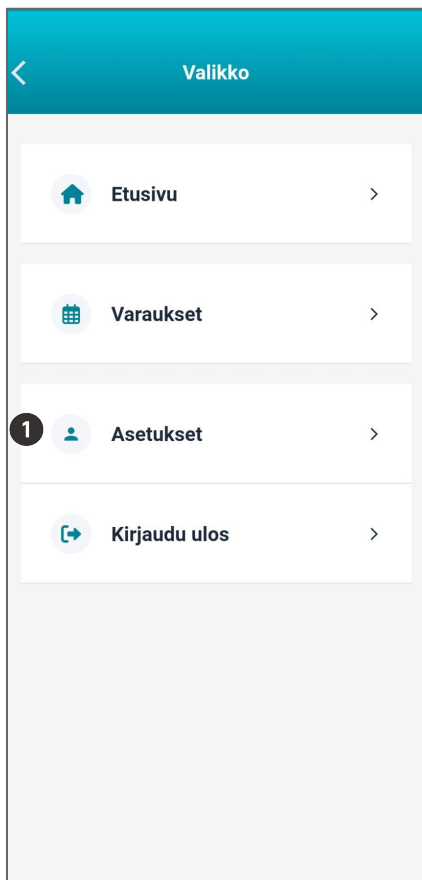 Valikko
Etusivu
Varaukset
1 Asetukset
Kirjaudu ulos